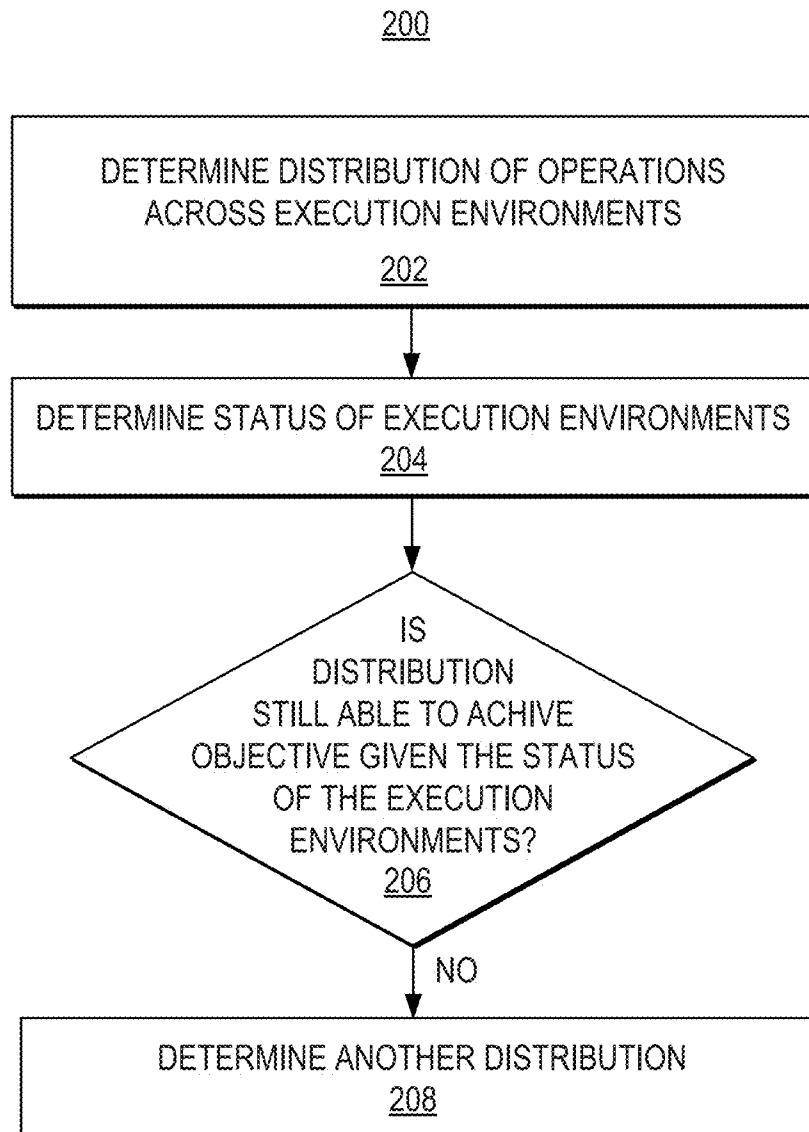 200
DETERMINE DISTRIBUTION OF OPERATIONS
ACROSS EXECUTION ENVIRONMENTS
202
DETERMINE STATUS OF EXECUTION ENVIRONMENTS
204
IS
DISTRIBUTION
STILL ABLE TO ACHIVE
OBJECTIVE GIVEN THE STATUS
OF THE EXECUTION
ENVIRONMENTS?
206
NO
DETERMINE ANOTHER DISTRIBUTION
208